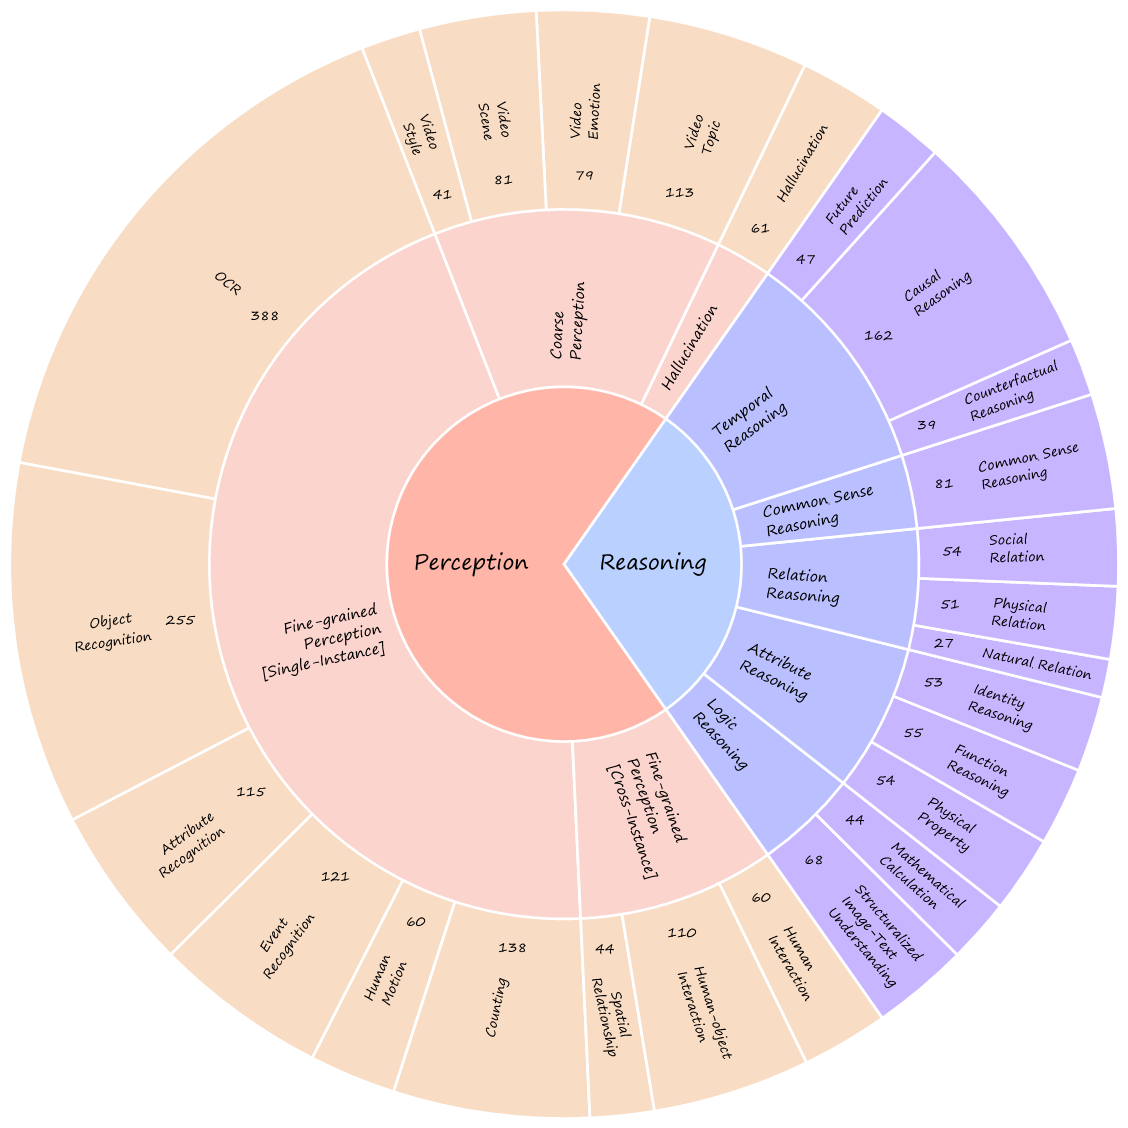 Perception
Reasoning
Coarse
Perception
Hallucination
Temporal
Reasoning
Common Sense
Reasoning
Relation
Reasoning
Attribute
Reasoning
Logic
Reasoning
Fine-grained
Perception
[Cross-Instance]
Fine-grained
Perception
[Single-Instance]
Video
Style
41
Video
Scene
81
Video
Emotion
79
Video
Topic
113
Hallucination
61
Future
Prediction
47
Causal
Reasoning
162
Counterfactual
Reasoning
39
Common Sense
Reasoning
81
Social
Relation
54
Physical
Relation
51
Natural Relation
27
Identity
Reasoning
53
Function
Reasoning
55
Physical
Property
54
Mathematical
Calculation
44
Structuralized
Image-Text
Understanding
68
Human
Interaction
60
Human-object
Interaction
110
Spatial
Relationship
44
Counting
138
Human
Motion
60
Event
Recognition
121
Attribute
Recognition
115
Object
Recognition
255
OCR
388